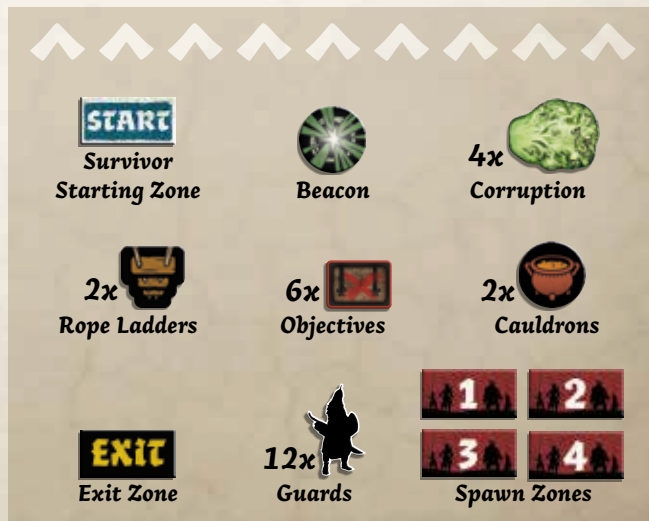 START
Survivor
Starting Zone
Beacon
4x
Corruption
2x
Rope Ladders
6x
Objectives
2x
Cauldrons
EXIT
Exit Zone
12x
Guards
1
2
3
4
Spawn Zones